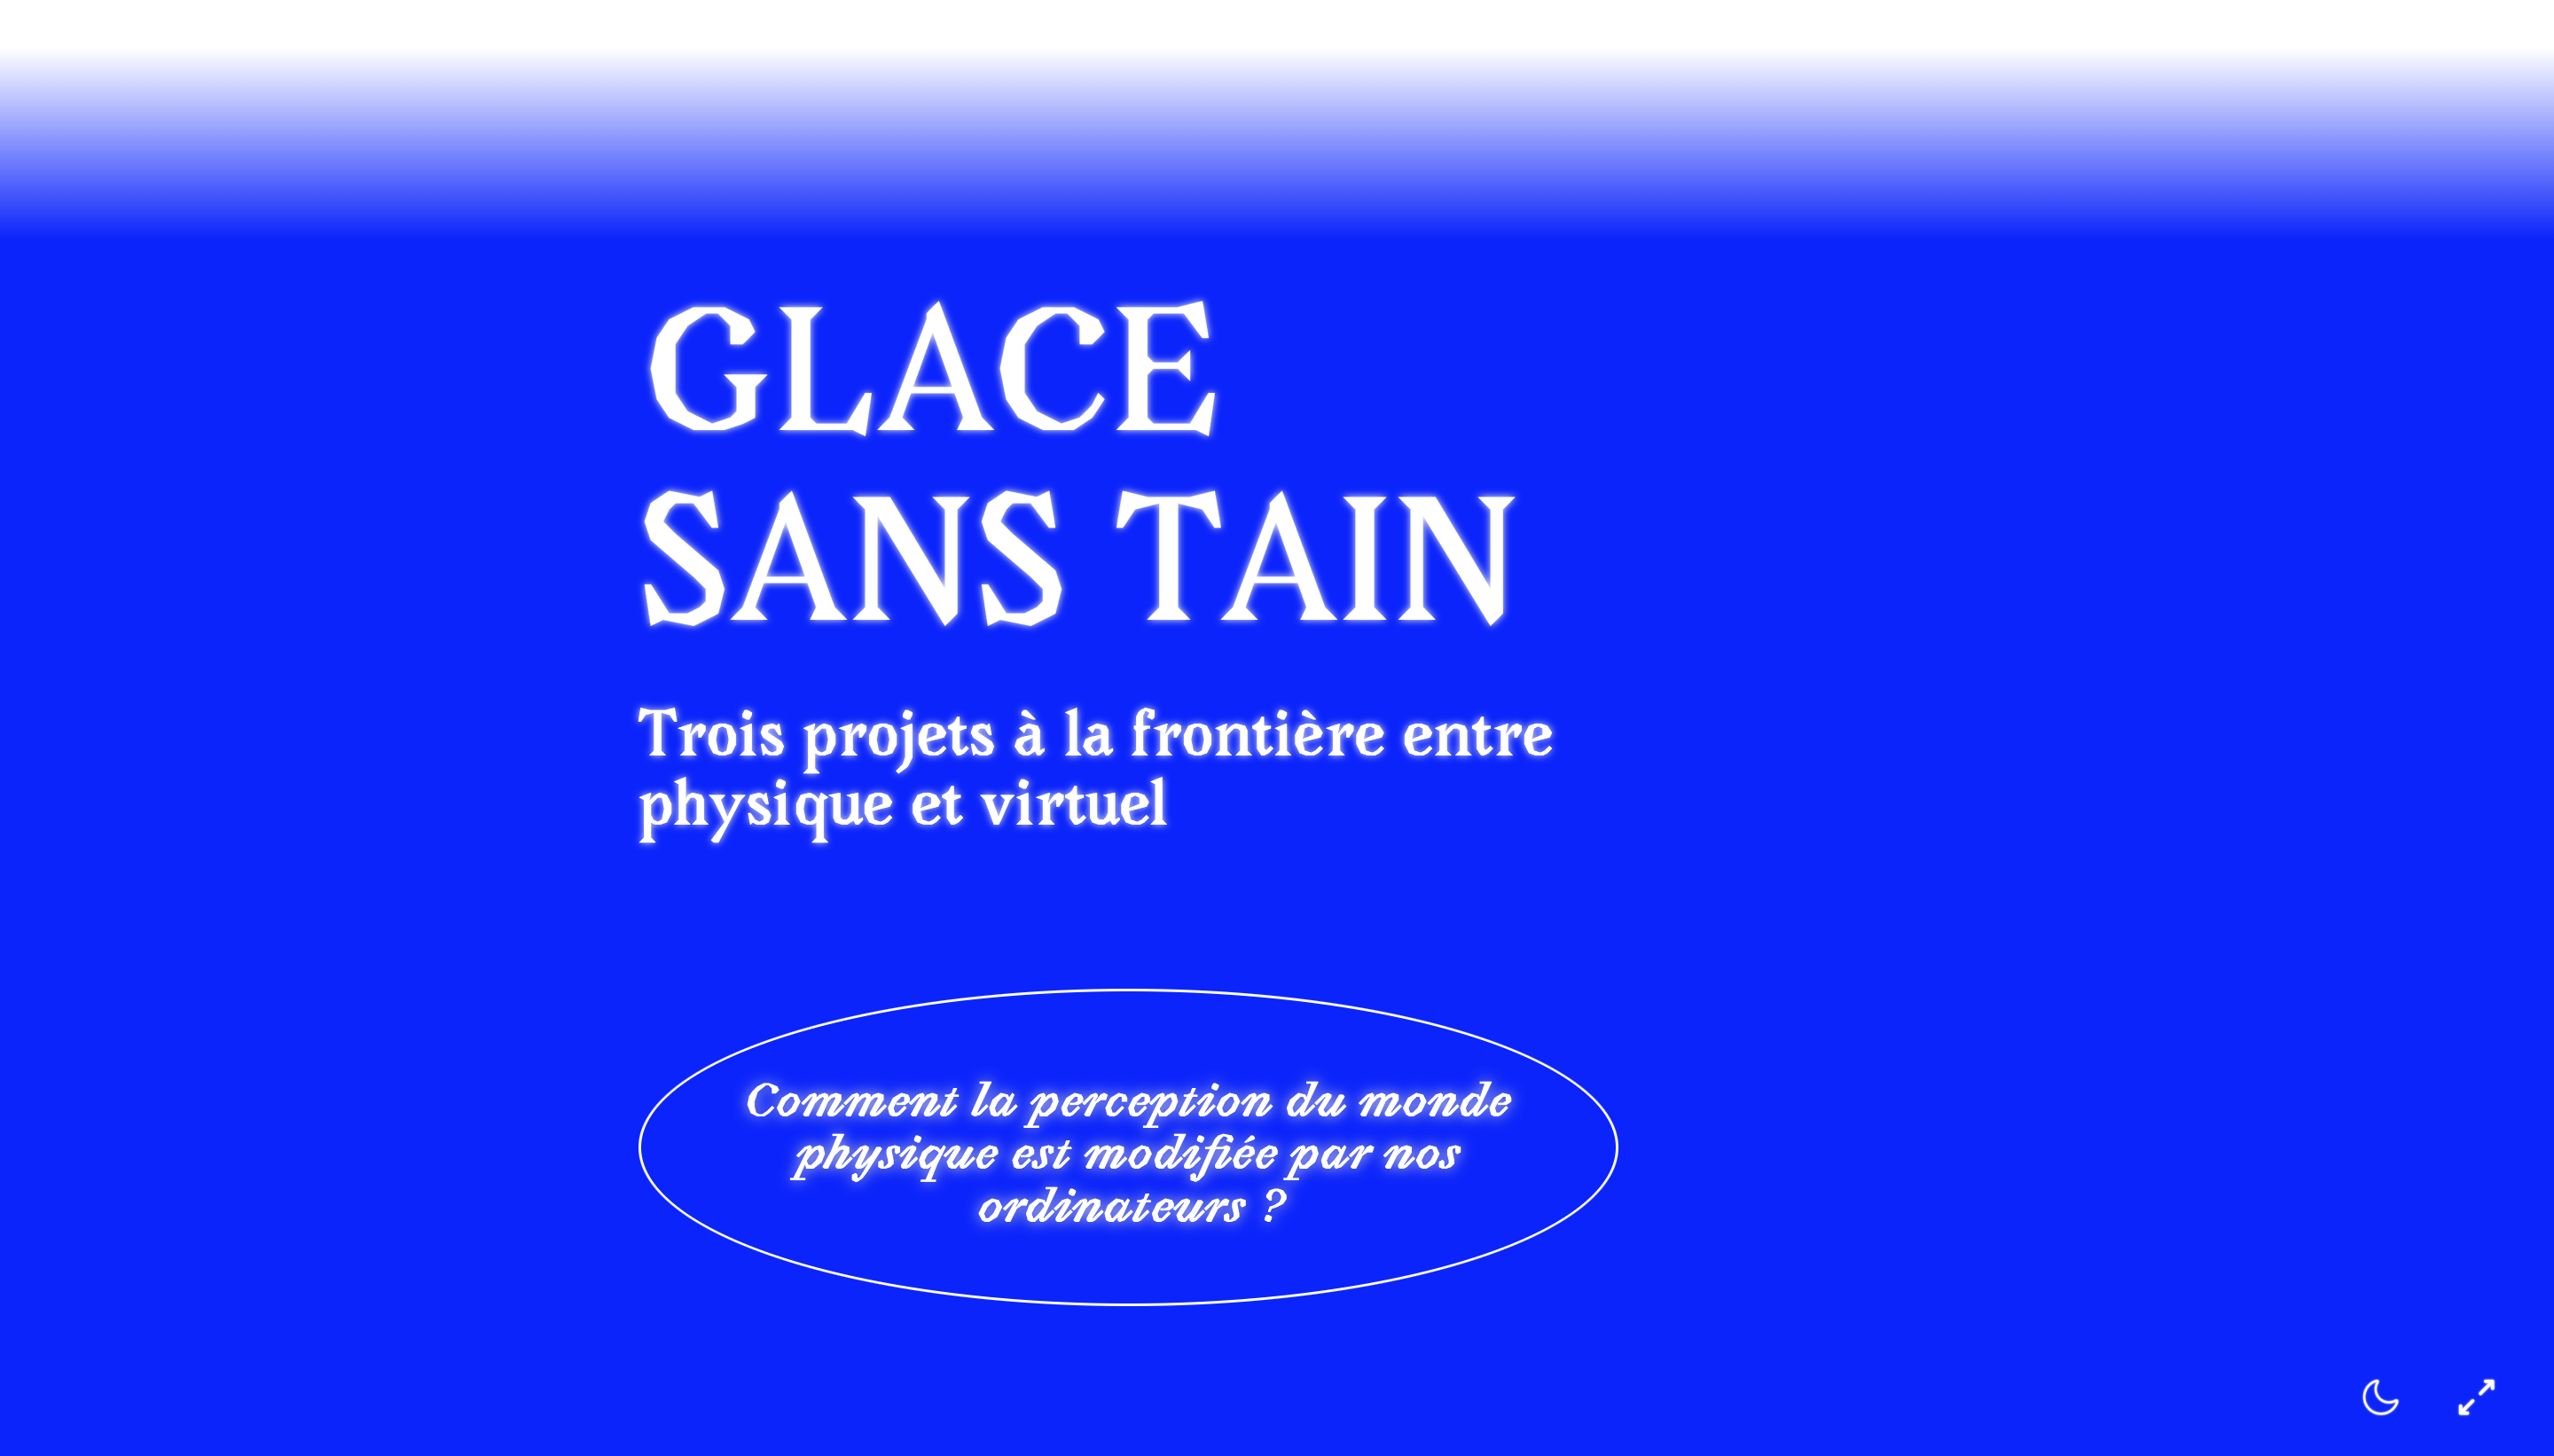 GLACE
SANS TAIN
Trois projets à la frontière entre
physique et virtuel
Comment la perception du monde
physique est modifiée par nos
ordinateurs ?